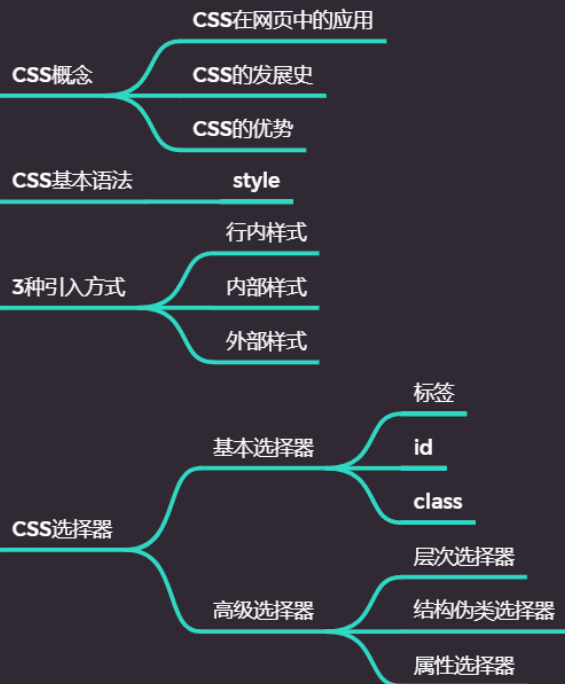 CSS在网页中的应用
CSS概念
CSS的发展史
CSS的优势
CSS基本语法
style
行内样式
3种引入方式
内部样式
外部样式
标签
基本选择器
id
class
CSS选择器
层次选择器
高级选择器
结构伪类选择器
属性选择器